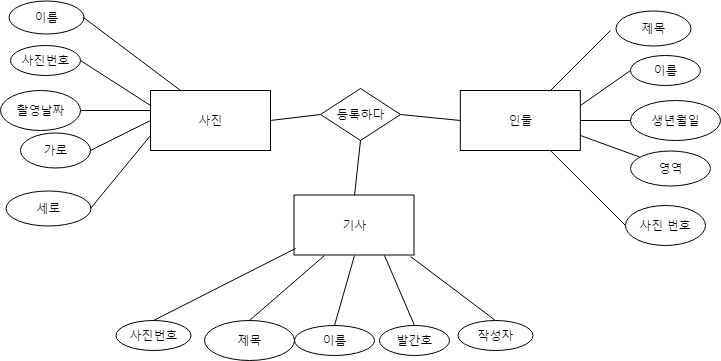 이름
제목
사진번호
이름
촬영날짜
사진
등록하다
인물
생년월일
가로
영역
세로
기사
사진 번호
사진번호
제목
이름
발간호
작성자